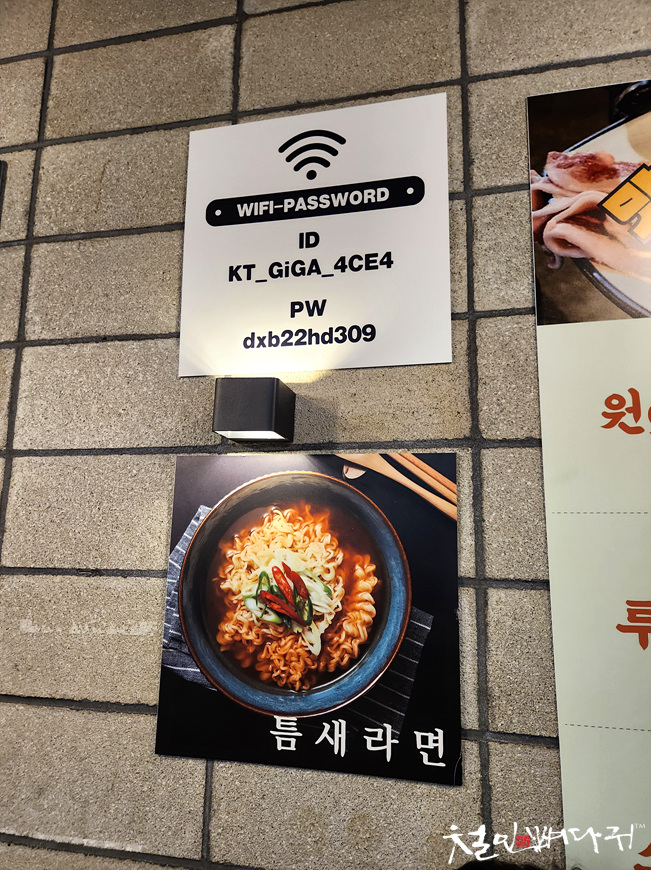 WIFI-PASSWORD
ID
KT_GiGA_4CE4
PW
dxb22hd309
틈새라면